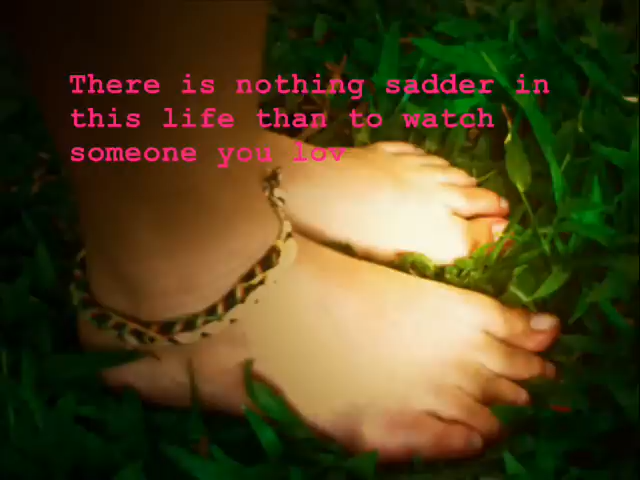 There is nothing sadder in
this life than to watch
someone you lov